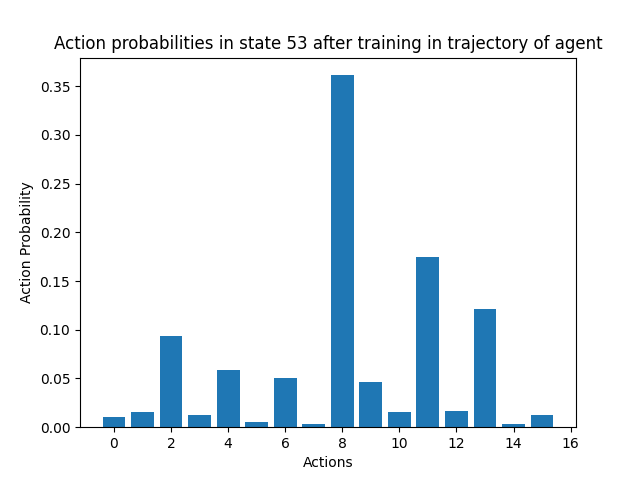 Action probabilities in state 53 after training in trajectory of agent
0.35
0.30
0.25
0.20
0.15
0.10
0.05
0.00
Action Probability
0 2 4 6 8 10 12 14 16
Actions